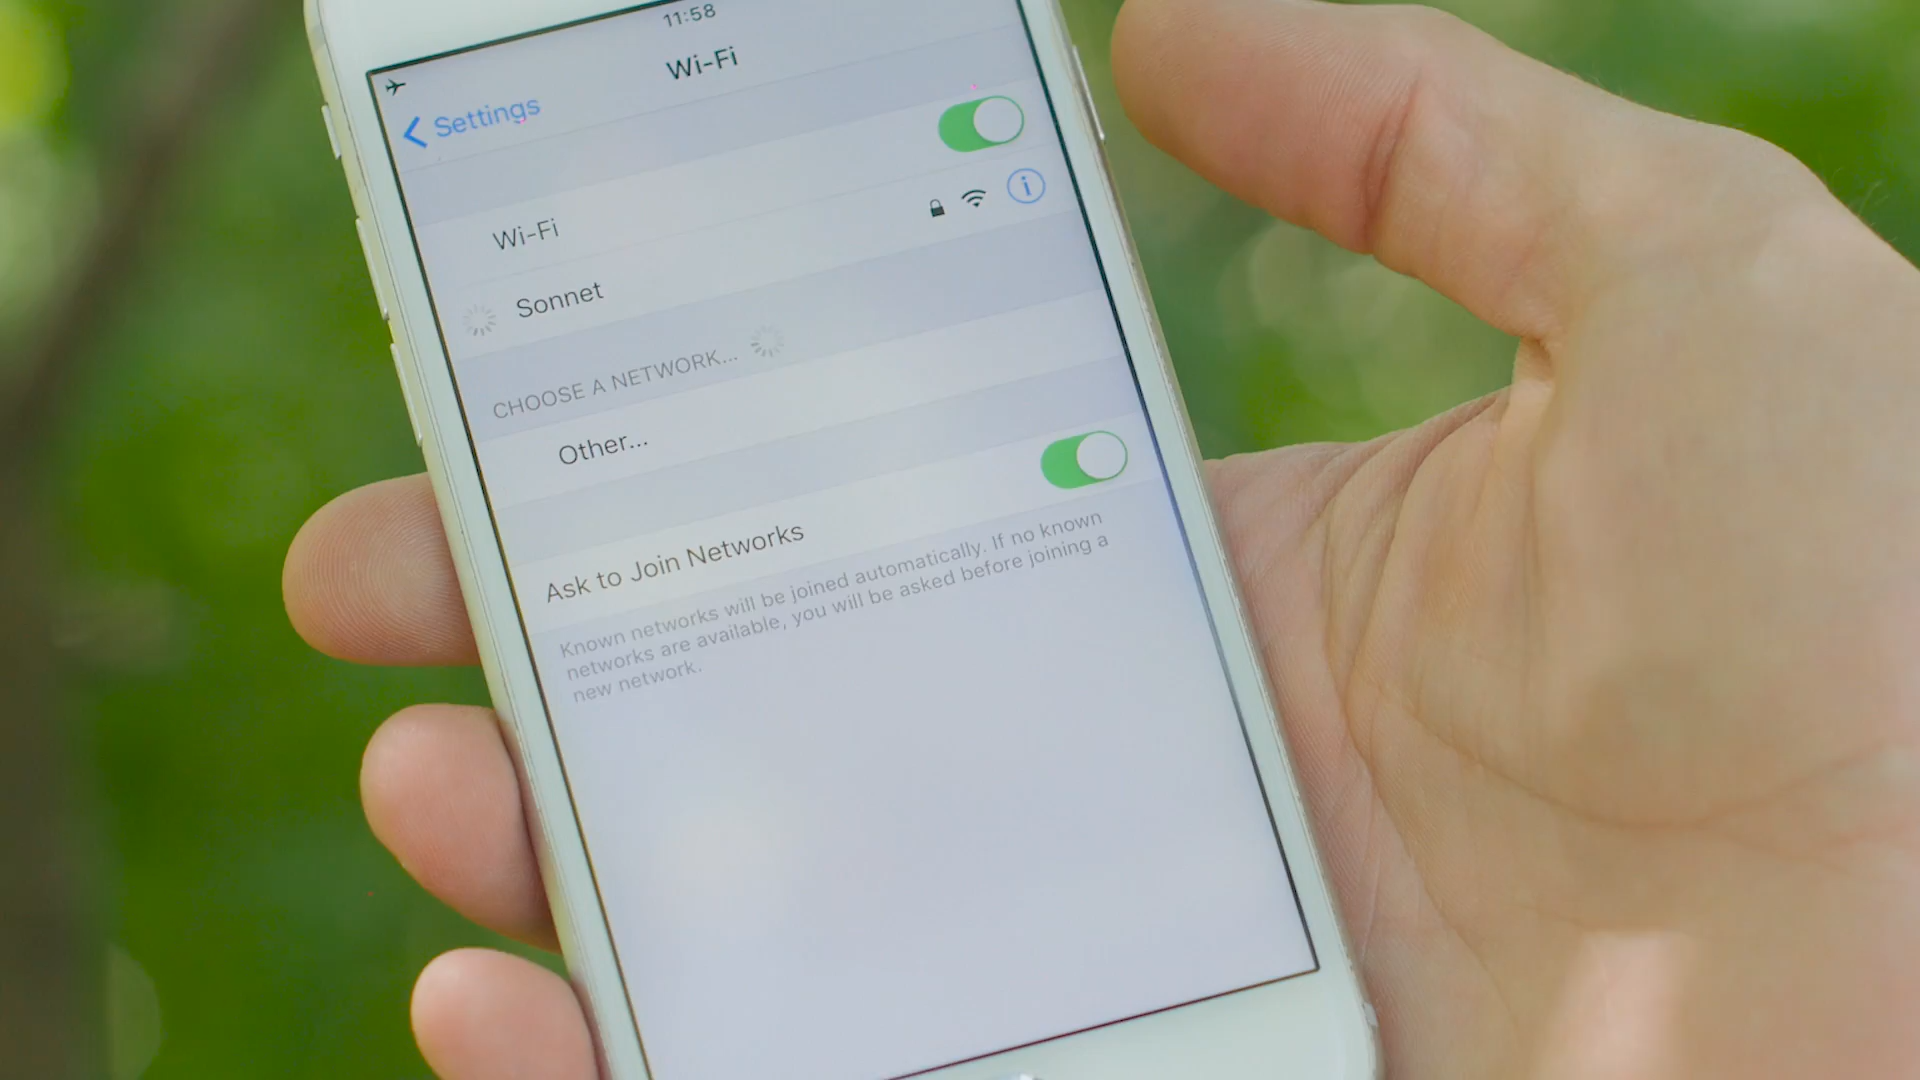 11:58
Settings
Wi-Fi
Wi-Fi
Sonnet
CHOOSE A NETWORK...
Other...
Ask to Join Networks
Known networks will be joined automatically. If no known
networks are available, you will be asked before joining a
new network.